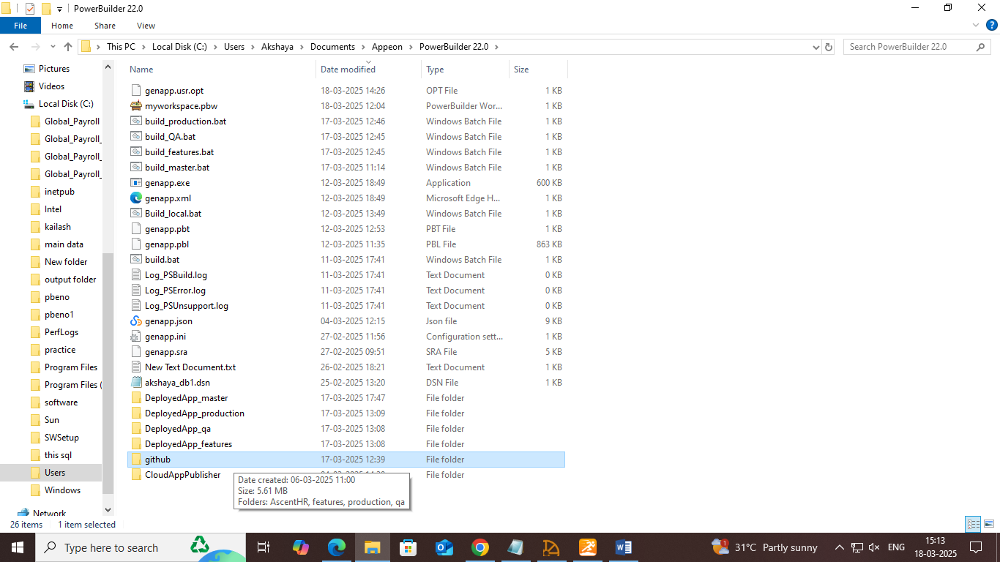 PowerBuilder 22.0
File Home Share View
This PC Local Disk (C:) Users Akshaya Documents Appeon PowerBuilder 22.0
Search PowerBuilder 22.0
Pictures
Videos
Local Disk (C:)
Global_Payroll
Global_Payroll_
Global_Payroll_
Global_Payroll_
inetpub
Intel
kailash
main data
New folder
output folder
pbeno
pbeno1
PerfLogs
practice
Program Files
Program Files (
software
Sun
SWSetup
this sql
Users
Windows
Network
Name Date modified Type Size
genapp.usr.opt 18-03-2025 14:26 OPT File 1 KB
myworkspace.pbw 18-03-2025 12:04 PowerBuilder Wor... 1 KB
build_production.bat 17-03-2025 12:46 Windows Batch File 1 KB
build_QA.bat 17-03-2025 12:45 Windows Batch File 1 KB
build_features.bat 17-03-2025 12:45 Windows Batch File 1 KB
build_master.bat 17-03-2025 11:14 Windows Batch File 1 KB
genapp.exe 12-03-2025 18:49 Application 600 KB
genapp.xml 12-03-2025 18:49 Microsoft Edge H... 1 KB
Build_local.bat 12-03-2025 13:49 Windows Batch File 1 KB
genapp.pbt 12-03-2025 12:53 PBT File 1 KB
genapp.pbl 12-03-2025 11:35 PBL File 863 KB
build.bat 11-03-2025 17:41 Windows Batch File 1 KB
Log_PSBuild.log 11-03-2025 17:41 Text Document 0 KB
Log_PSError.log 11-03-2025 17:41 Text Document 0 KB
Log_PSUnsupport.log 11-03-2025 17:41 Text Document 0 KB
genapp.json 04-03-2025 12:15 Json file 9 KB
genapp.ini 27-02-2025 11:56 Configuration sett... 1 KB
genapp.sra 27-02-2025 09:51 SRA File 5 KB
New Text Document.txt 26-02-2025 18:21 Text Document 1 KB
akshaya_db1.dsn 25-02-2025 13:20 DSN File 1 KB
DeployedApp_master 17-03-2025 17:47 File folder
DeployedApp_production 17-03-2025 13:09 File folder
DeployedApp_qa 17-03-2025 13:08 File folder
DeployedApp_features 17-03-2025 13:08 File folder
github 17-03-2025 12:39 File folder
CloudAppPublisher File folder
Date created: 06-03-2025 11:00
Size: 5.61 MB
Folders: AscentHR, features, production, qa
26 items 1 item selected
Type here to search
31°C Partly sunny
ENG
15:13
18-03-2025